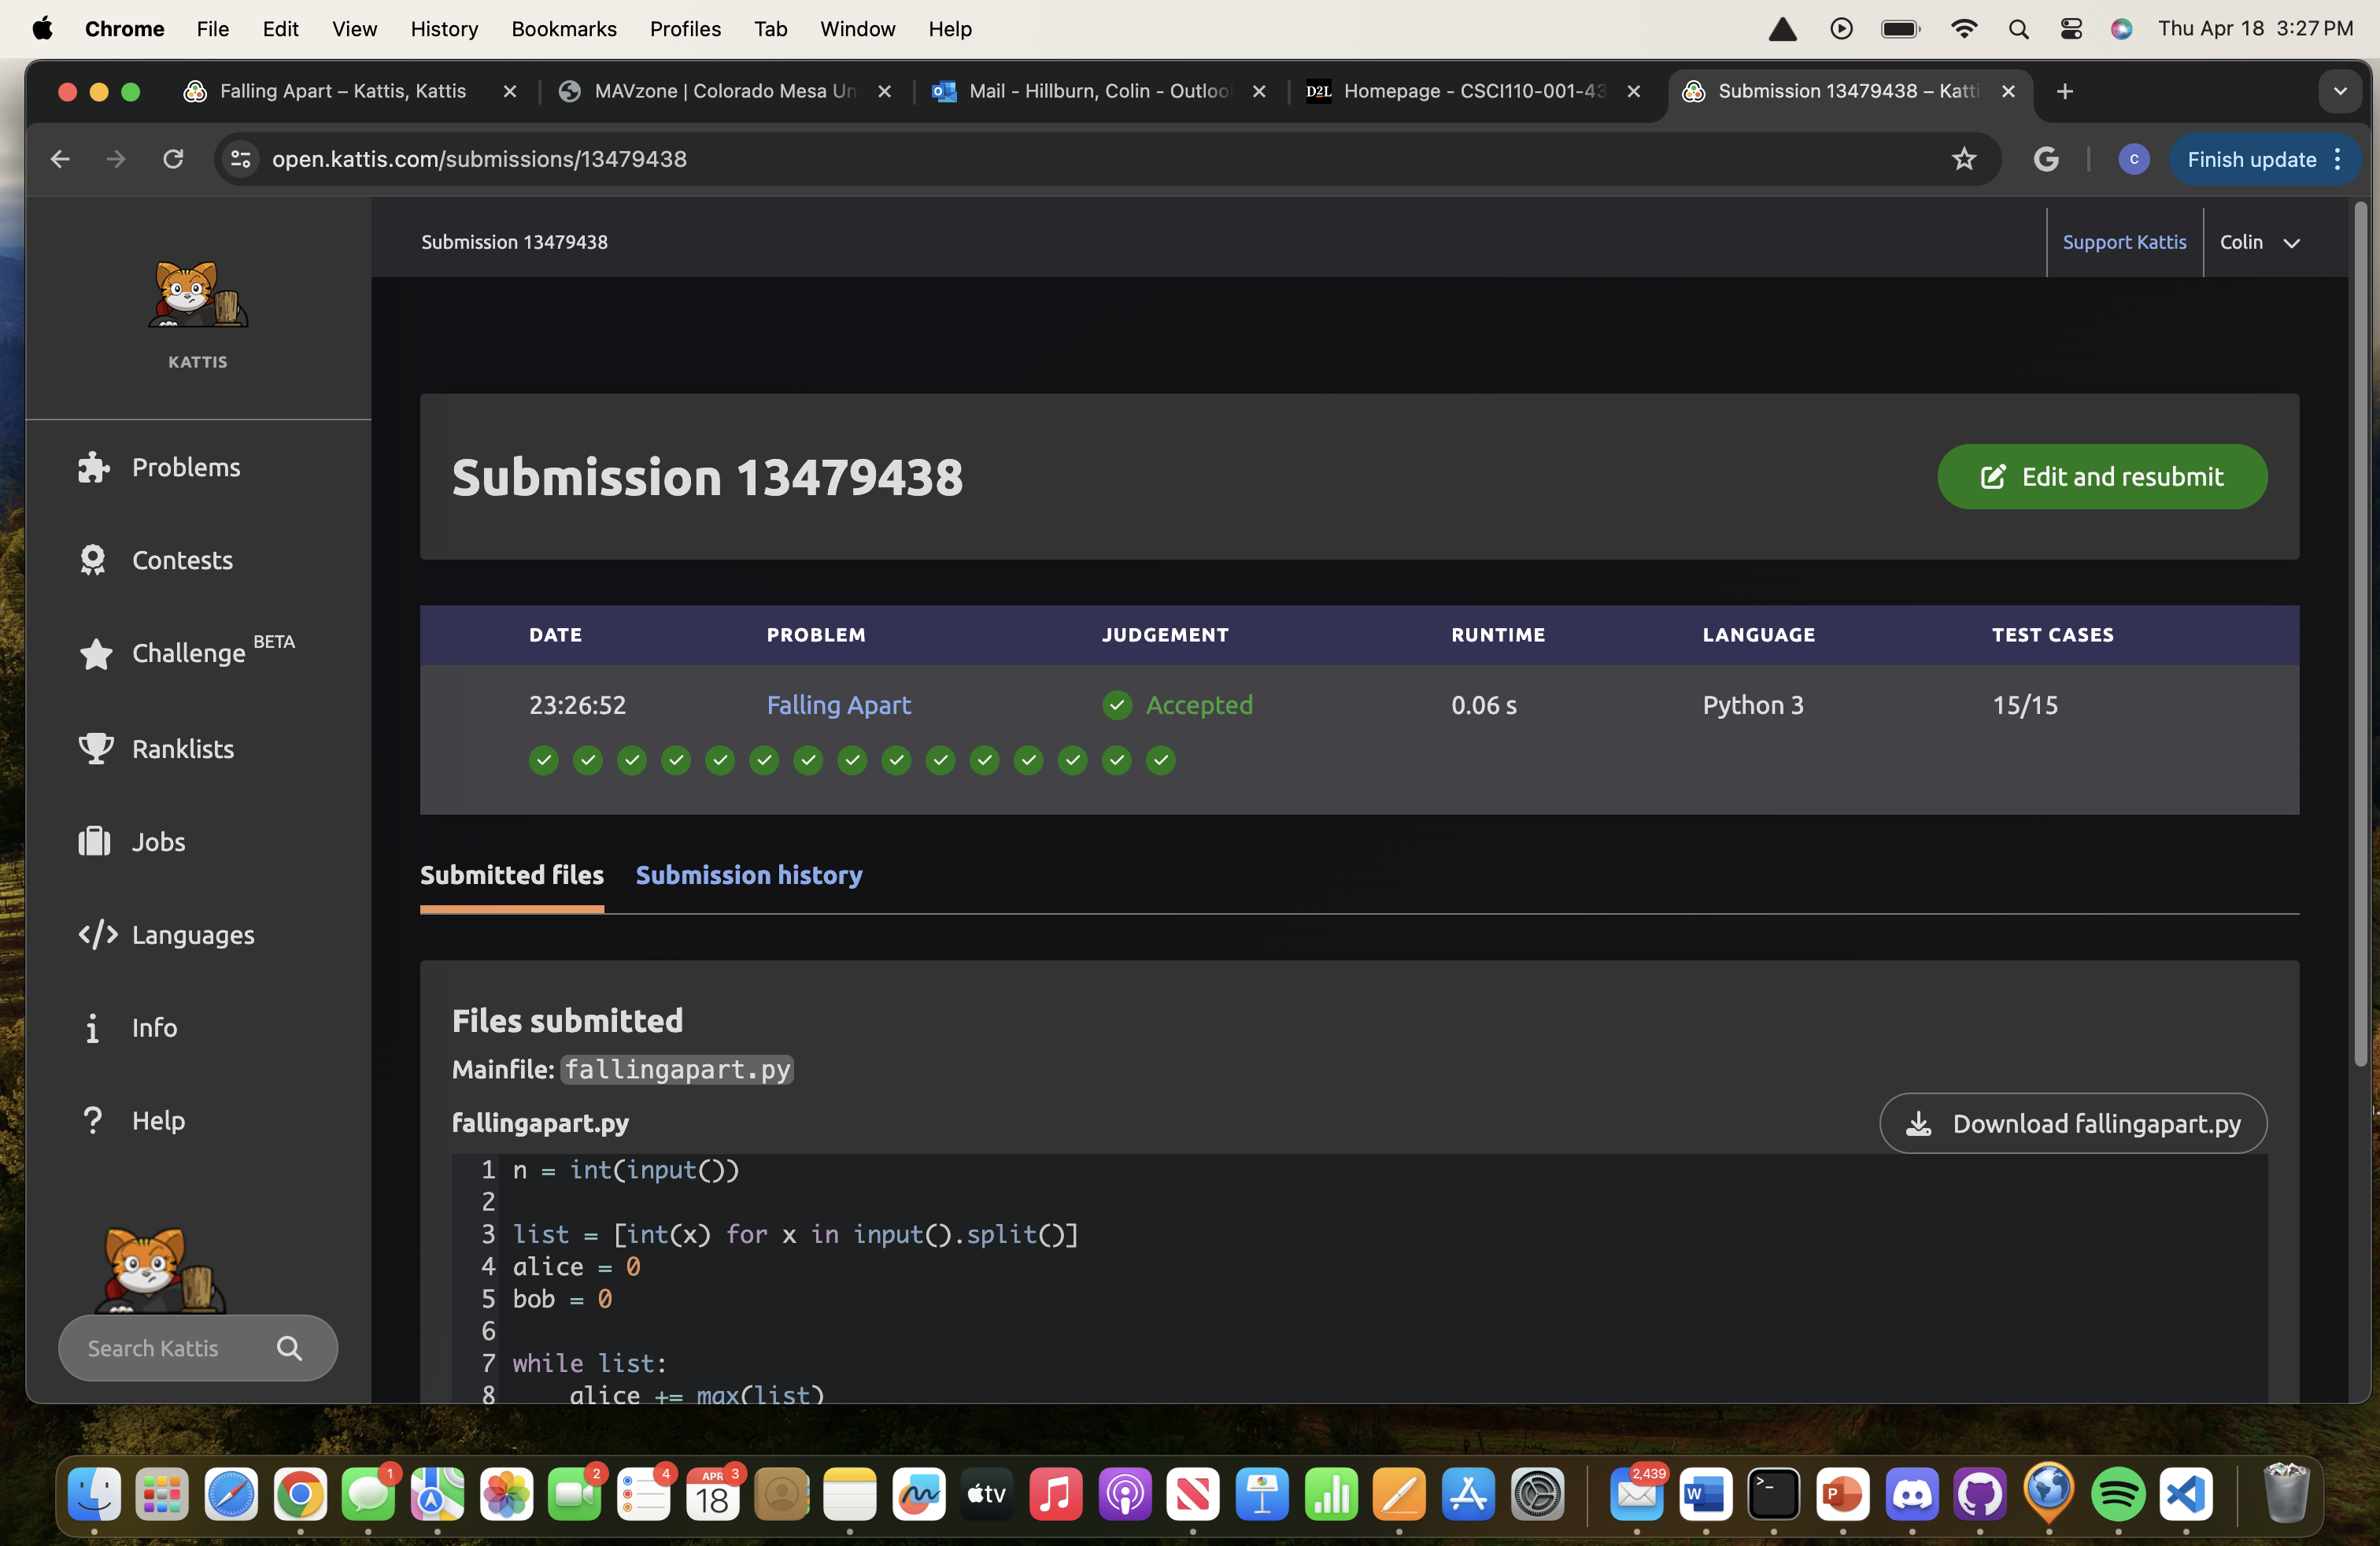 Chrome File Edit View History Bookmarks Profiles Tab Window Help Thu Apr 18 3:27 PM
Falling Apart – Kattis, Kattis MAVzone | Colorado Mesa Un Mail - Hillburn, Colin - Outloo D2L Homepage - CSCI110-001-43 Submission 13479438 – Katti
open.kattis.com/submissions/13479438 C Finish update
Submission 13479438 Support Kattis Colin
KATTIS
Problems
Contests
Challenge BETA
Ranklists
Jobs
Languages
Info
Help
Search Kattis
Submission 13479438 Edit and resubmit
DATE PROBLEM JUDGEMENT RUNTIME LANGUAGE TEST CASES
23:26:52 Falling Apart Accepted 0.06 s Python 3 15/15
Submitted files Submission history
Files submitted
Mainfile: fallingapart.py
fallingapart.py Download fallingapart.py
1 n = int(input())
2
3 list = [int(x) for x in input().split()]
4 alice = 0
5 bob = 0
6
7 while list:
8 alice += max(list)
1 2 4 APR 3 18 tv 2,439 W >_ P